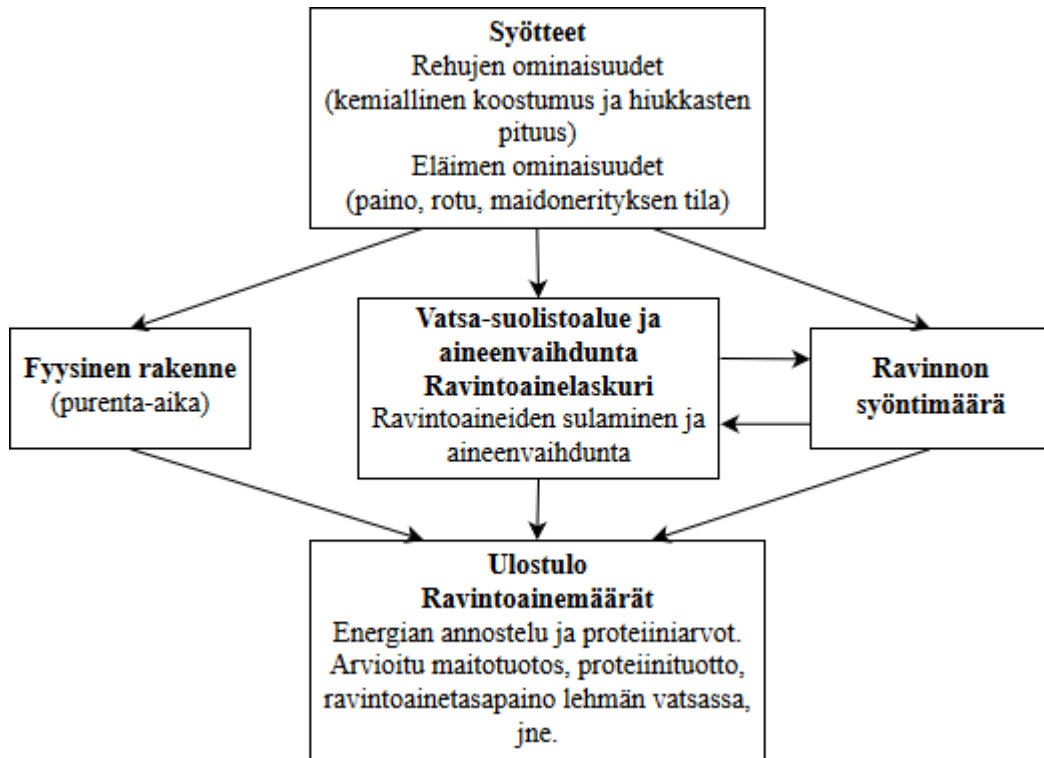 Syötteet
Rehujen ominaisuudet
(kemiallinen koostumus ja hiukkasten
pituus)
Eläimen ominaisuudet
(paino, rotu, maidonerityksen tila)
Fyysinen rakenne
(purenta-aika)
Vatsa-suolistoalue ja
aineenvaihdunta
Ravintoainelaskuri
Ravintoaineiden sulaminen ja
aineenvaihdunta
Ravinnon
syöntimäärä
Ulostulo
Ravintoainemäärät
Energian annostelu ja proteiiniarvot.
Arvioitu maitotuotos, proteiinituotto,
ravintoainetasapaino lehmän vatsassa,
jne.